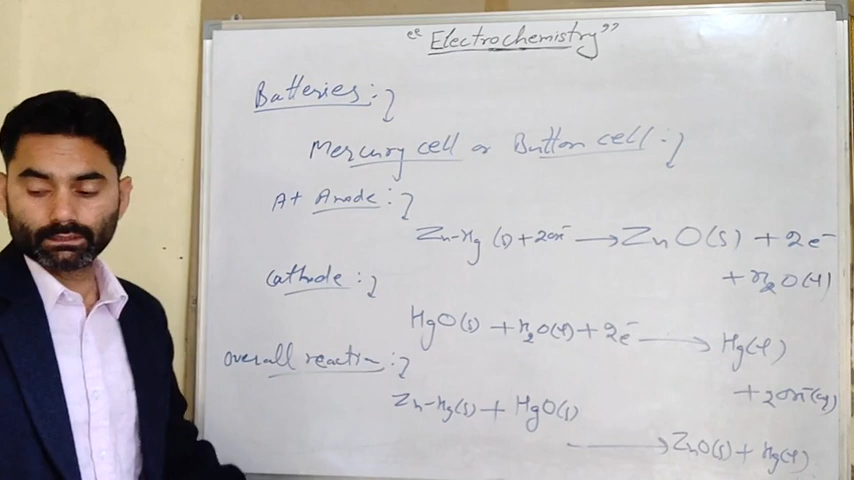 "Electrochemistry"
Batteries:
Mercury cell or Button cell:
At Anode:
Zn-Hg (s) + 2OH⁻ → ZnO(s) + 2e⁻
+ H₂O(l)
Cathode:
HgO(s) + H₂O(l) + 2e⁻ → Hg(l)
+ 2OH⁻(aq)
Overall reaction:
Zn-Hg(s) + HgO(s)
→ ZnO(s) + Hg(l)